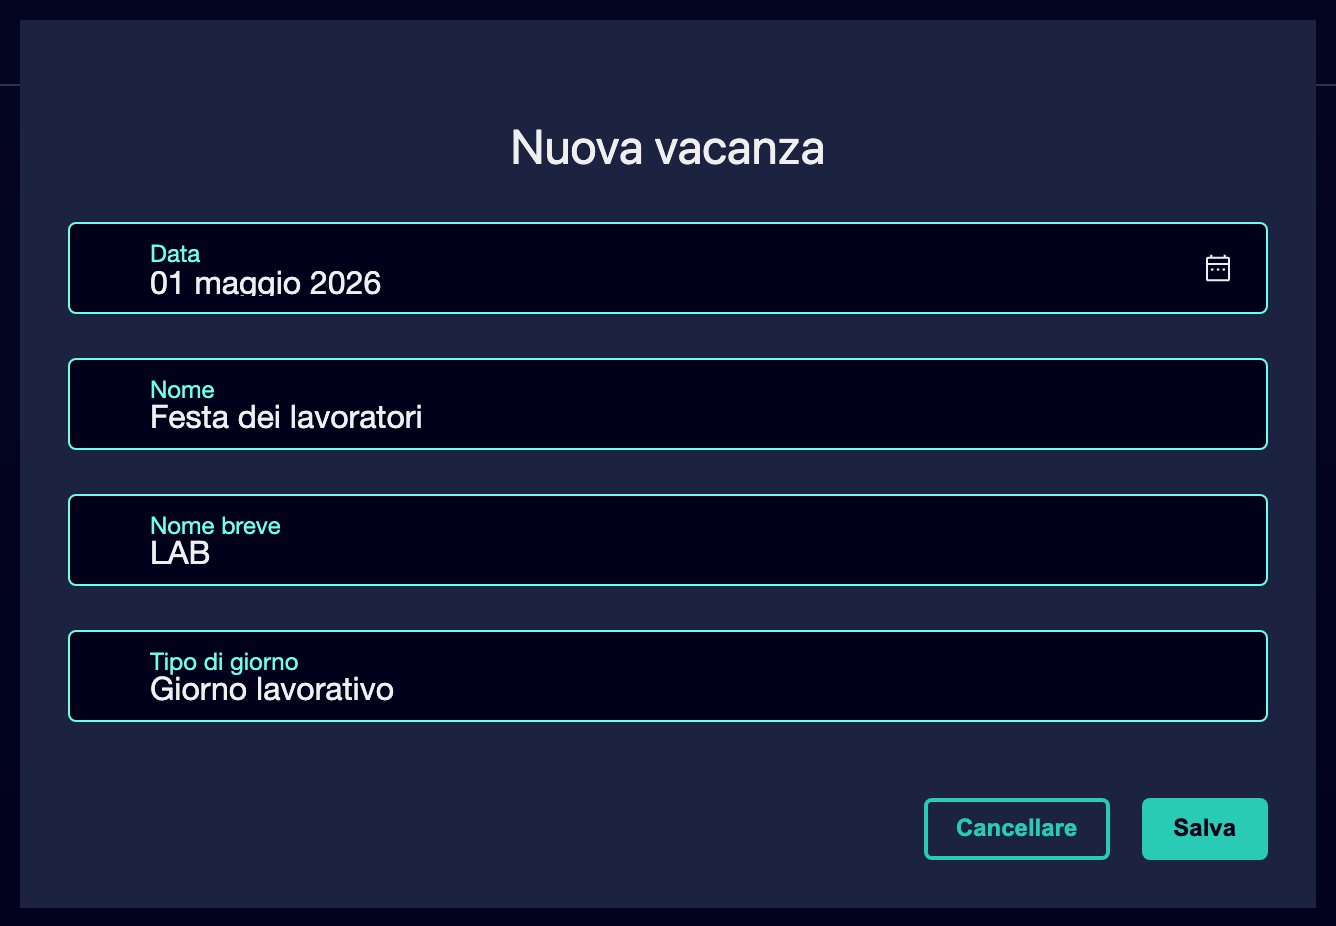 Nuova vacanza
Data
01 maggio 2026
Nome
Festa dei lavoratori
Nome breve
LAB
Tipo di giorno
Giorno lavorativo
Cancellare
Salva